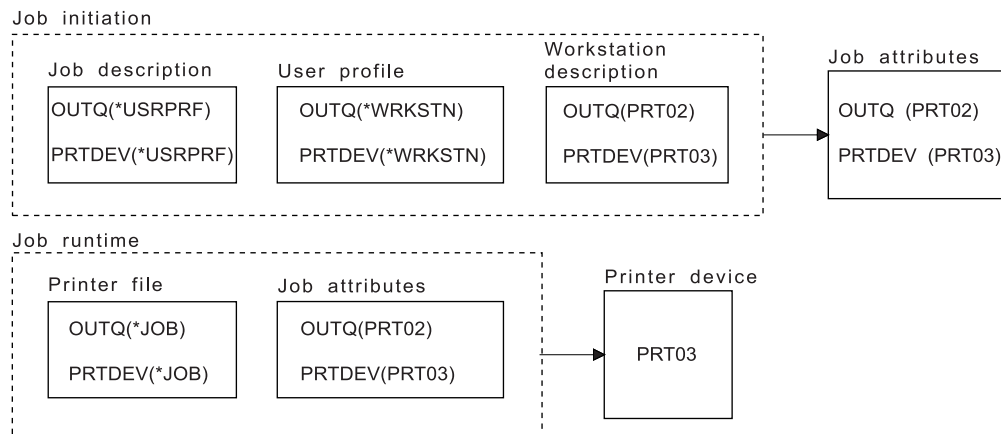 Job initiation
Job description
OUTQ(*USRPRF)
PRTDEV(*USRPRF)
User profile
OUTQ(*WRKSTN)
PRTDEV(*WRKSTN)
Workstation
description
OUTQ(PRT02)
PRTDEV(PRT03)
Job attributes
OUTQ (PRT02)
PRTDEV (PRT03)
Job runtime
Printer file
OUTQ(*JOB)
PRTDEV(*JOB)
Job attributes
OUTQ(PRT02)
PRTDEV(PRT03)
Printer device
PRT03